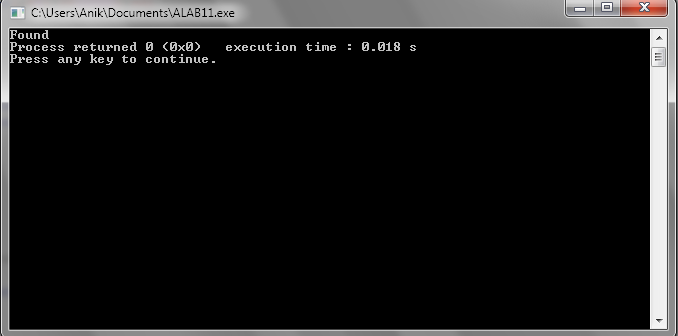 C:\Users\Anik\Documents\ALAB11.exe
Found
Process returned 0 (0x0)   execution time : 0.018 s
Press any key to continue.